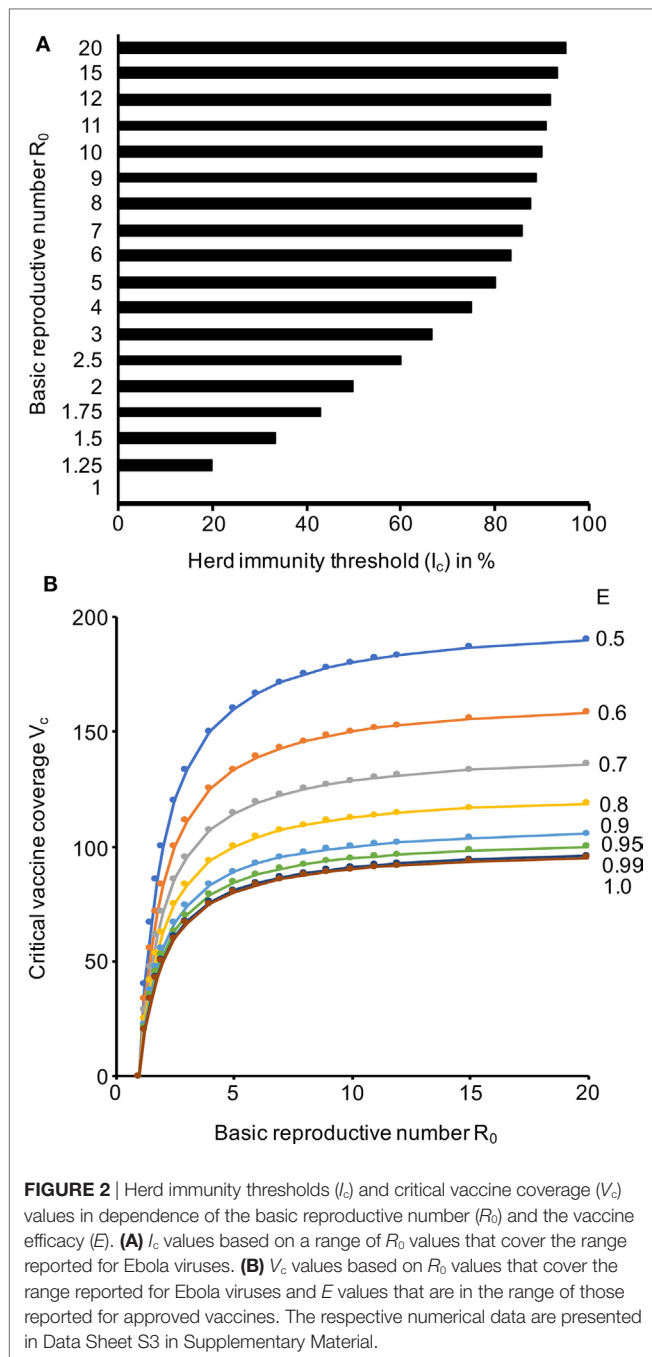 A
Basic reproductive number R₀
20
15
12
11
10
9
8
7
6
5
4
3
2.5
2
1.75
1.5
1.25
1
0 20 40 60 80 100
Herd immunity threshold (Ic) in %
B
E
Critical vaccine coverage Vc
200
150
100
50
0
0.5
0.6
0.7
0.8
0.9
0.95
0.99
1.0
0 5 10 15 20
Basic reproductive number R₀
FIGURE 2 | Herd immunity thresholds (Ic) and critical vaccine coverage (Vc)
values in dependence of the basic reproductive number (R₀) and the vaccine
efficacy (E). (A) Ic values based on a range of R₀ values that cover the range
reported for Ebola viruses. (B) Vc values based on R₀ values that cover the
range reported for Ebola viruses and E values that are in the range of those
reported for approved vaccines. The respective numerical data are presented
in Data Sheet S3 in Supplementary Material.